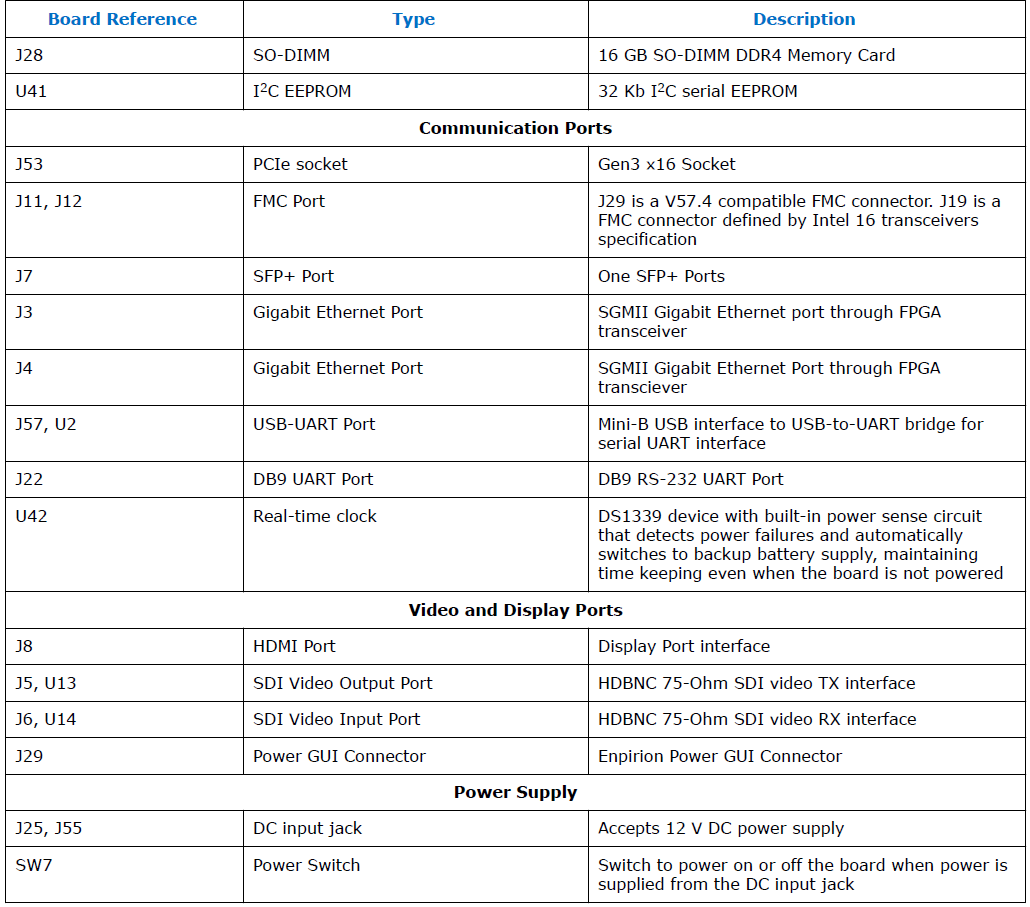 Board Reference Type Description
J28 SO-DIMM 16 GB SO-DIMM DDR4 Memory Card
U41 I2C EEPROM 32 Kb I2C serial EEPROM
Communication Ports
J53 PCIe socket Gen3 x16 Socket
J11, J12 FMC Port J29 is a V57.4 compatible FMC connector. J19 is a
FMC connector defined by Intel 16 transceivers
specification
J7 SFP+ Port One SFP+ Ports
J3 Gigabit Ethernet Port SGMII Gigabit Ethernet port through FPGA
transceiver
J4 Gigabit Ethernet Port SGMII Gigabit Ethernet Port through FPGA
transciever
J57, U2 USB-UART Port Mini-B USB interface to USB-to-UART bridge for
serial UART interface
J22 DB9 UART Port DB9 RS-232 UART Port
U42 Real-time clock DS1339 device with built-in power sense circuit
that detects power failures and automatically
switches to backup battery supply, maintaining
time keeping even when the board is not powered
Video and Display Ports
J8 HDMI Port Display Port interface
J5, U13 SDI Video Output Port HDBNC 75-Ohm SDI video TX interface
J6, U14 SDI Video Input Port HDBNC 75-Ohm SDI video RX interface
J29 Power GUI Connector Enpirion Power GUI Connector
Power Supply
J25, J55 DC input jack Accepts 12 V DC power supply
SW7 Power Switch Switch to power on or off the board when power is
supplied from the DC input jack